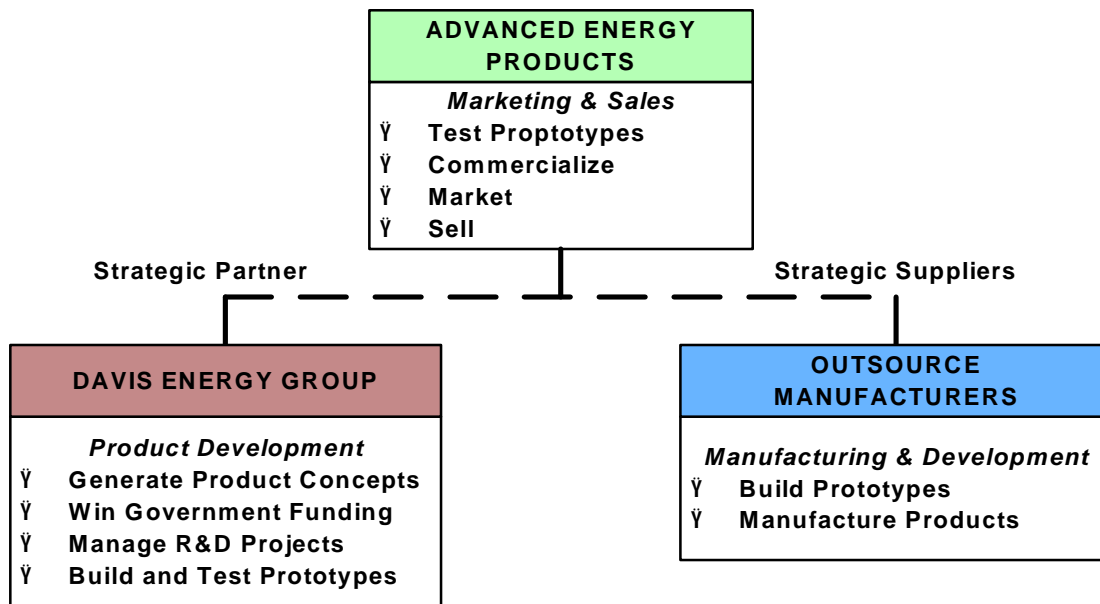 ADVANCED ENERGY
PRODUCTS
Marketing & Sales
Ÿ Test Proptotypes
Ÿ Commercialize
Ÿ Market
Ÿ Sell
Strategic Partner
Strategic Suppliers
DAVIS ENERGY GROUP
Product Development
Ÿ Generate Product Concepts
Ÿ Win Government Funding
Ÿ Manage R&D Projects
Ÿ Build and Test Prototypes
OUTSOURCE
MANUFACTURERS
Manufacturing & Development
Ÿ Build Prototypes
Ÿ Manufacture Products